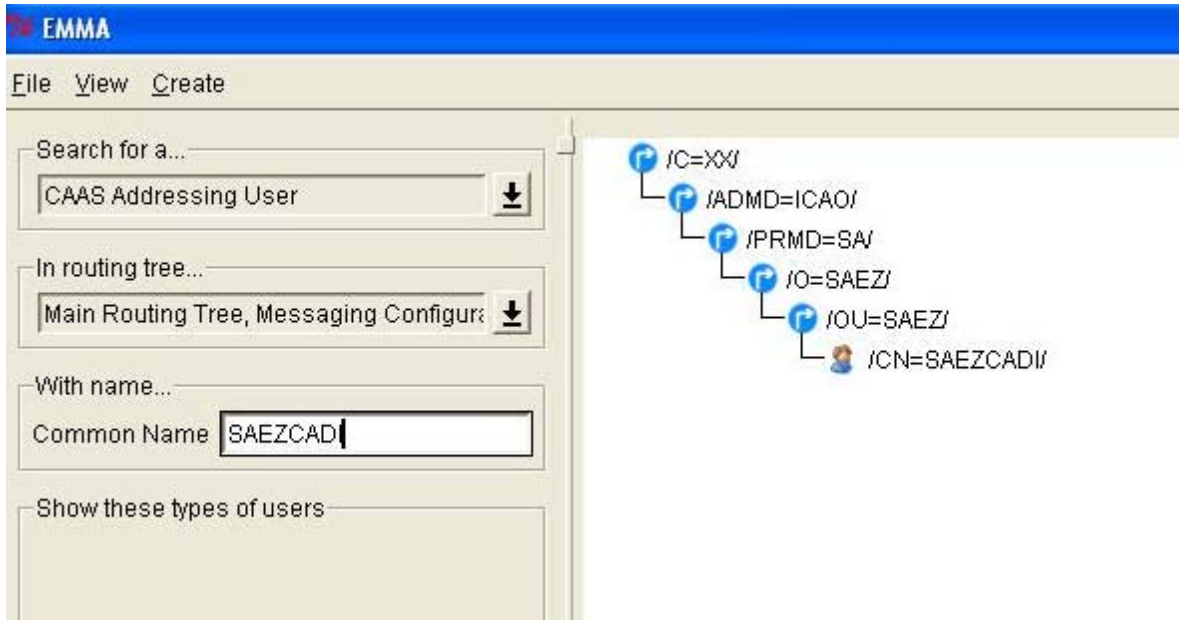 EMMA
File View Create
Search for a...
CAAS Addressing User
In routing tree...
Main Routing Tree, Messaging Configura
With name...
Common Name SAEZCADI
Show these types of users
/C=XX/
/ADMD=ICAO/
/PRMD=SA/
/O=SAEZ/
/OU=SAEZ/
/CN=SAEZCADI/